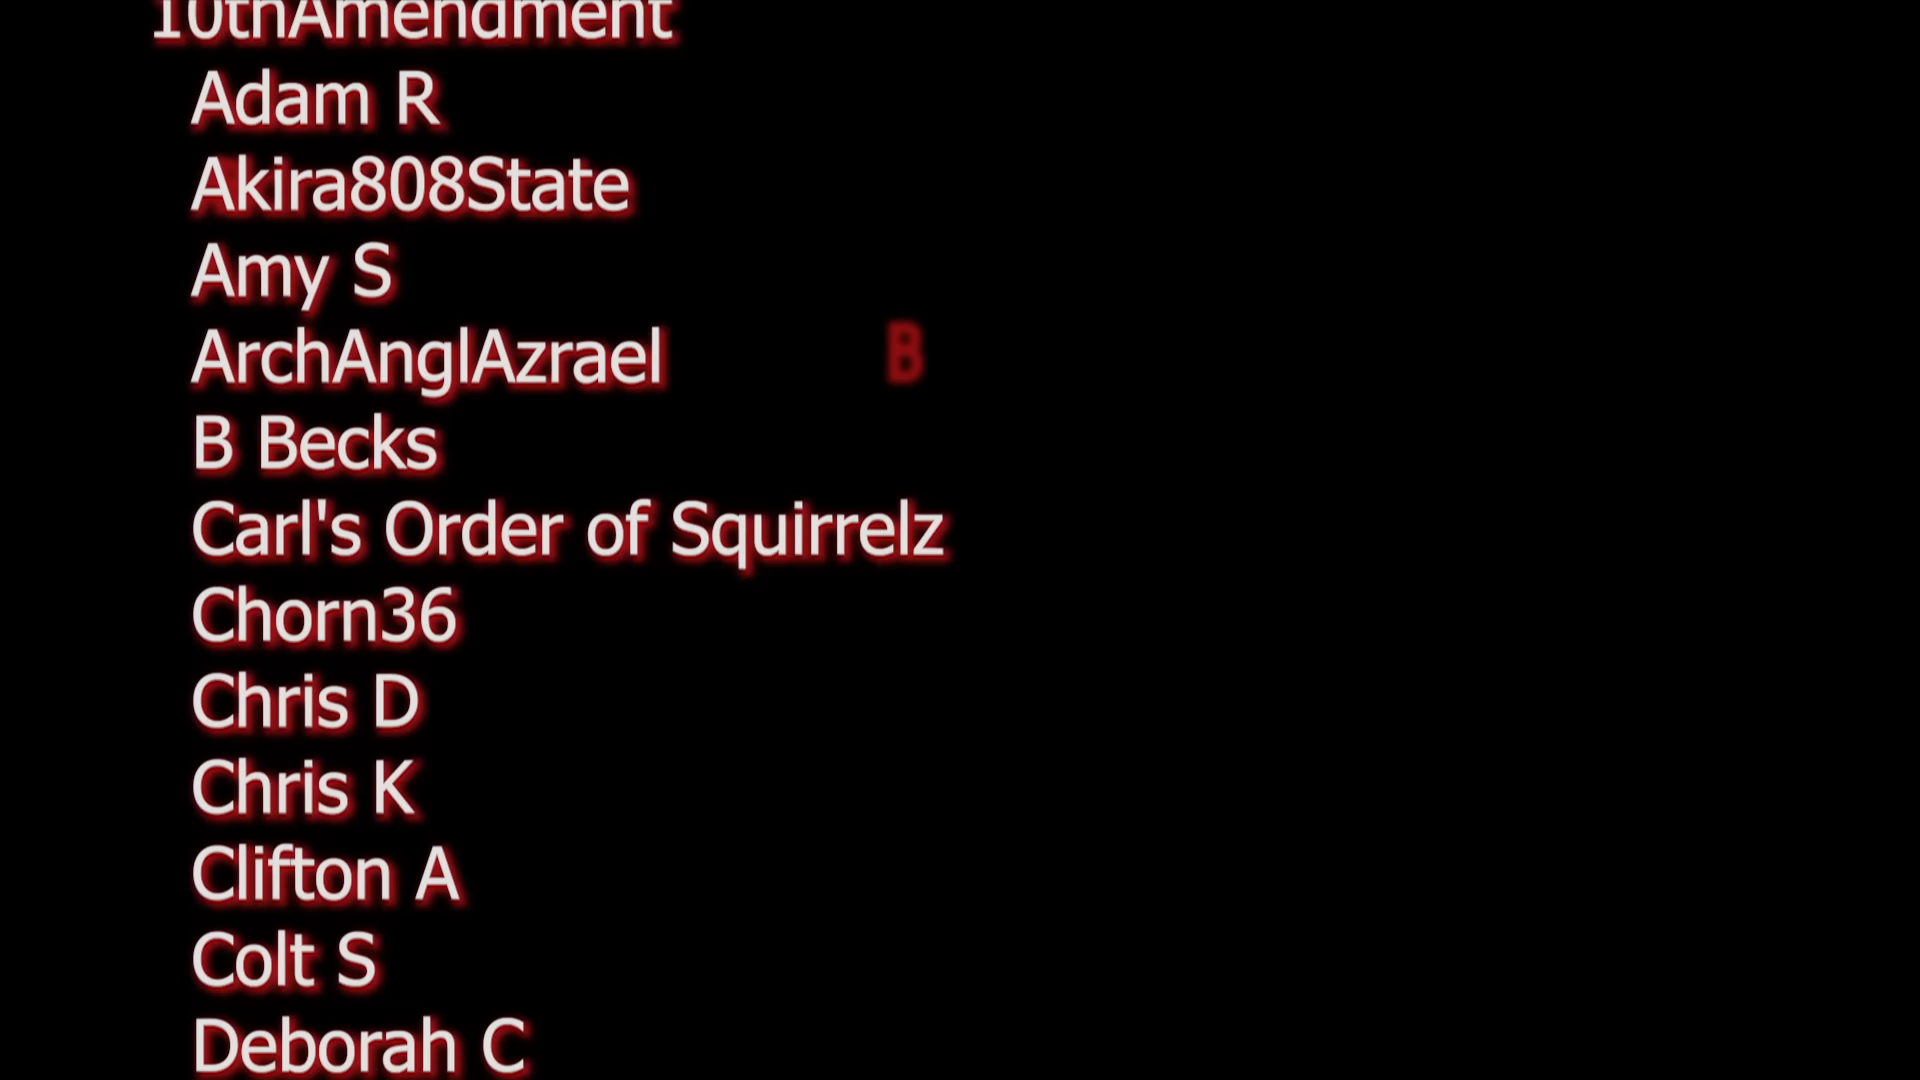 10thAmendment
Adam R
Akira808State
Amy S
ArchAnglAzrael B
B Becks
Carl's Order of Squirrelz
Chorn36
Chris D
Chris K
Clifton A
Colt S
Deborah C